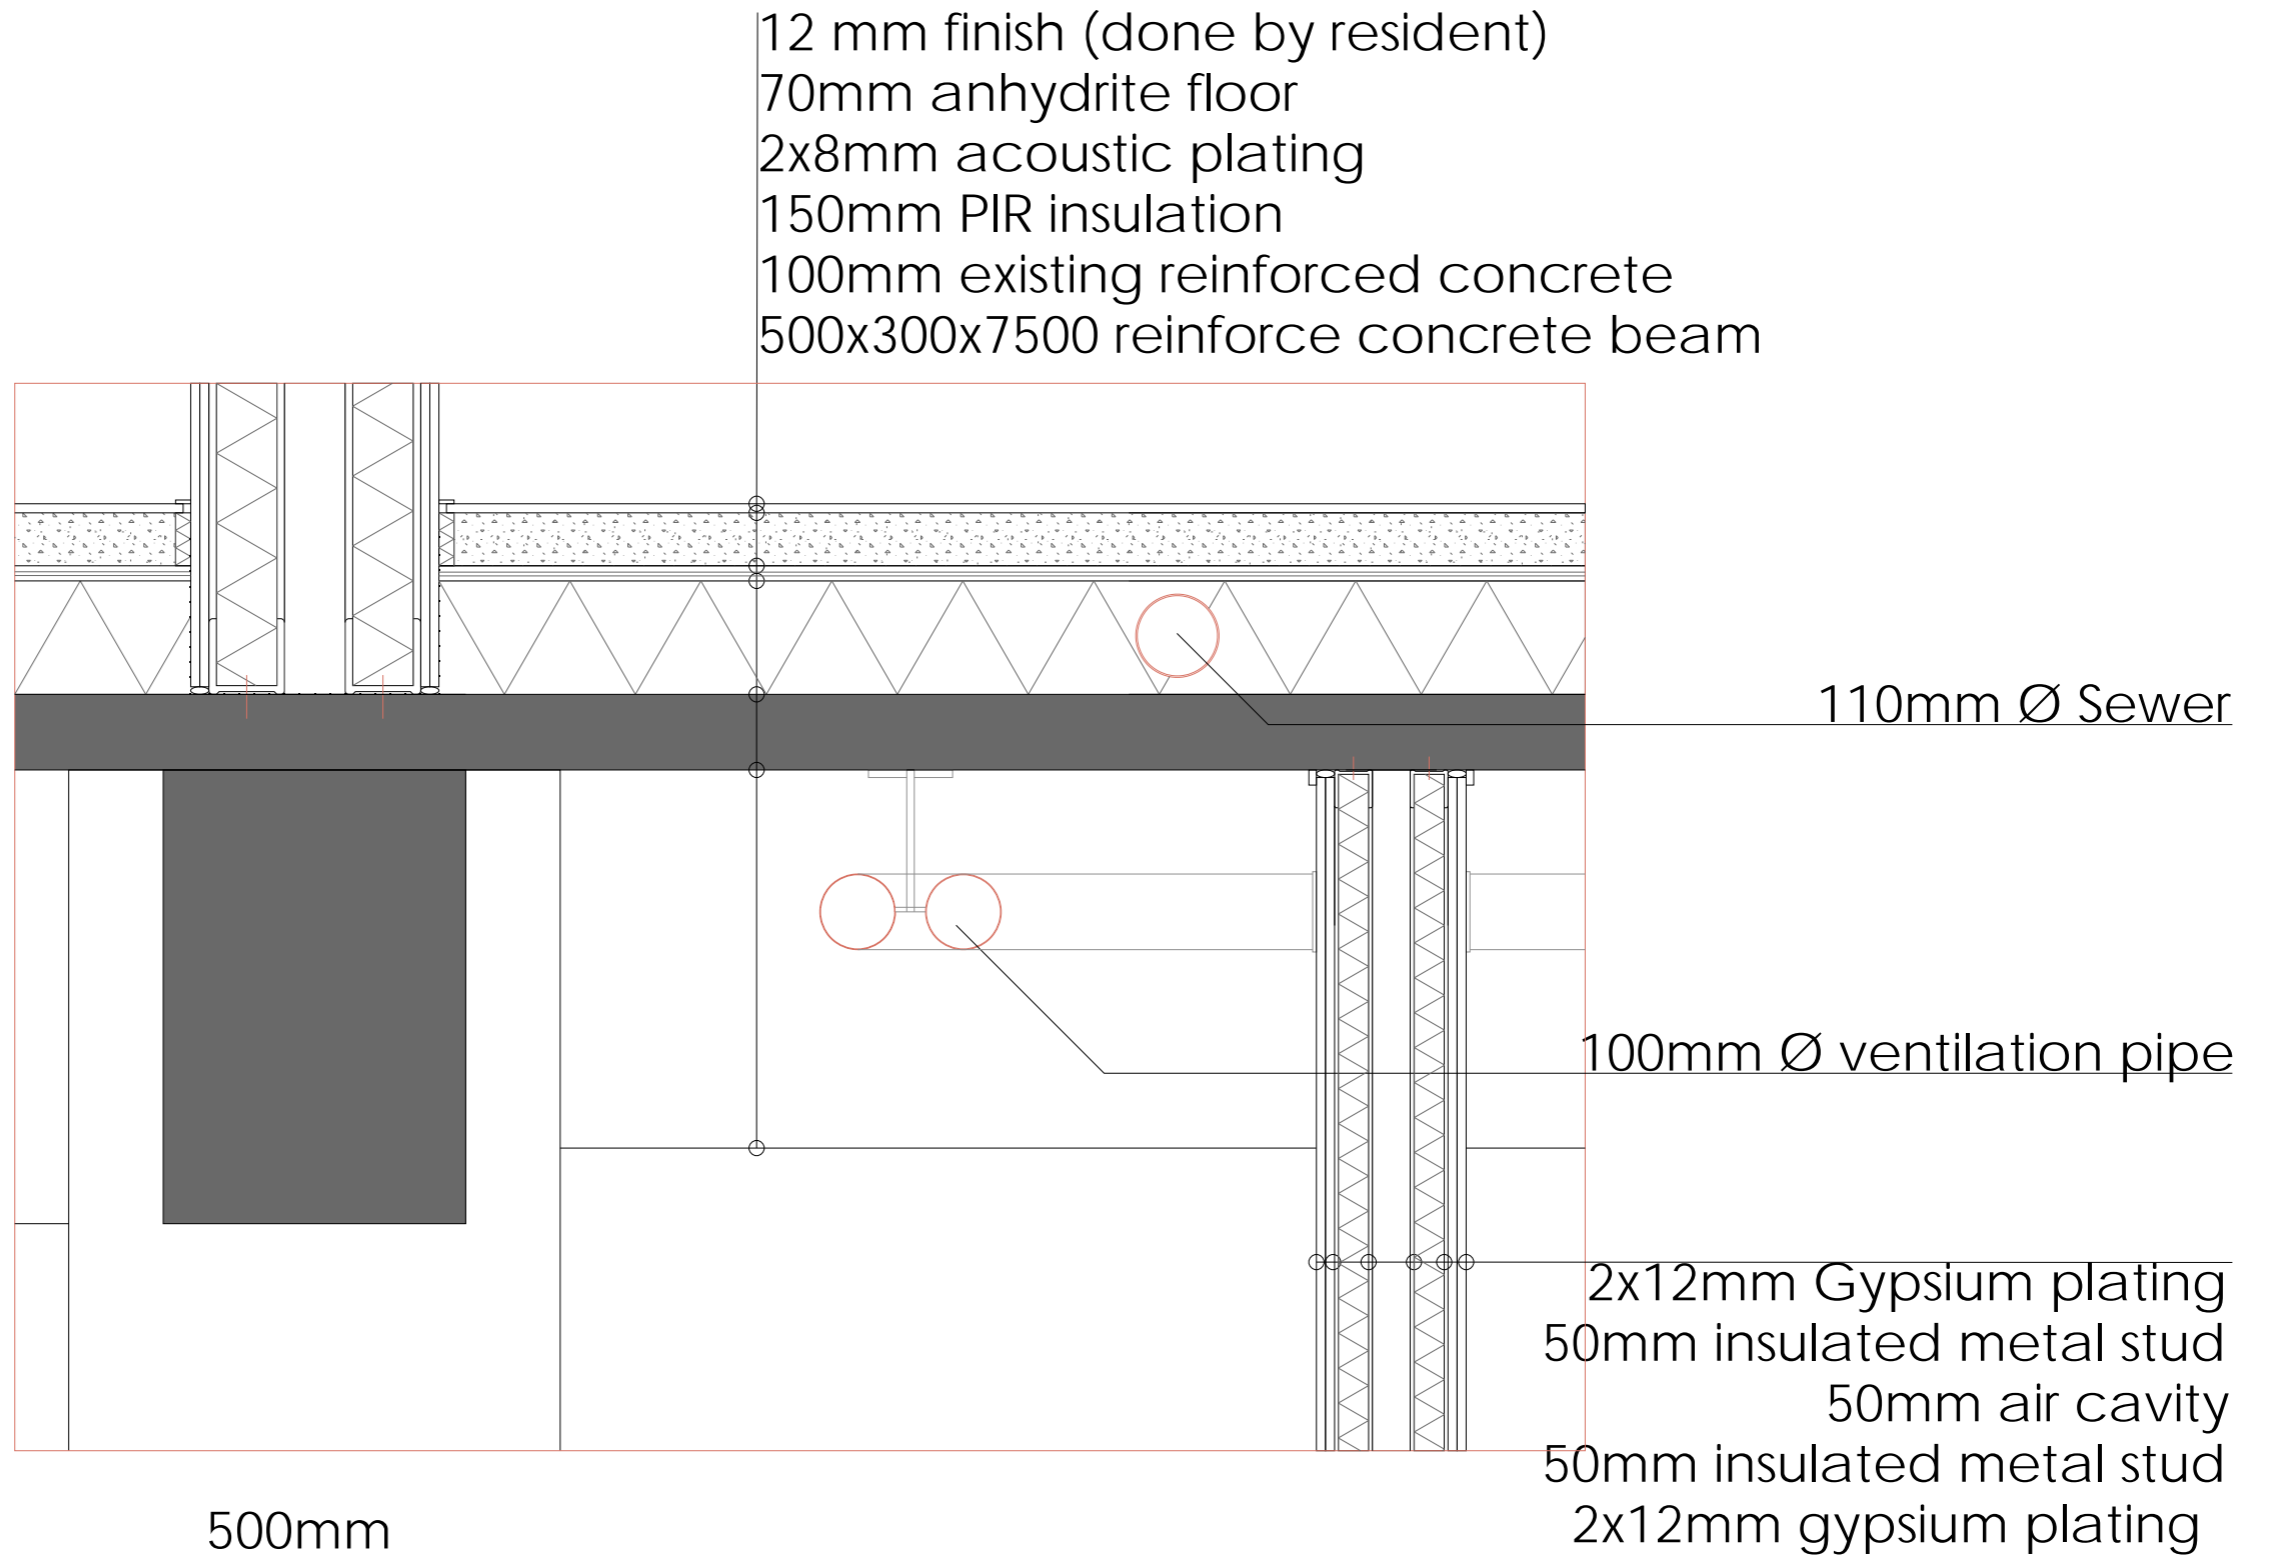 12 mm finish (done by resident)
70mm anhydrite floor
2x8mm acoustic plating
150mm PIR insulation
100mm existing reinforced concrete
500x300x7500 reinforce concrete beam
110mm Ø Sewer
100mm Ø ventilation pipe
2x12mm Gypsium plating
50mm insulated metal stud
50mm air cavity
50mm insulated metal stud
2x12mm gypsium plating
500mm